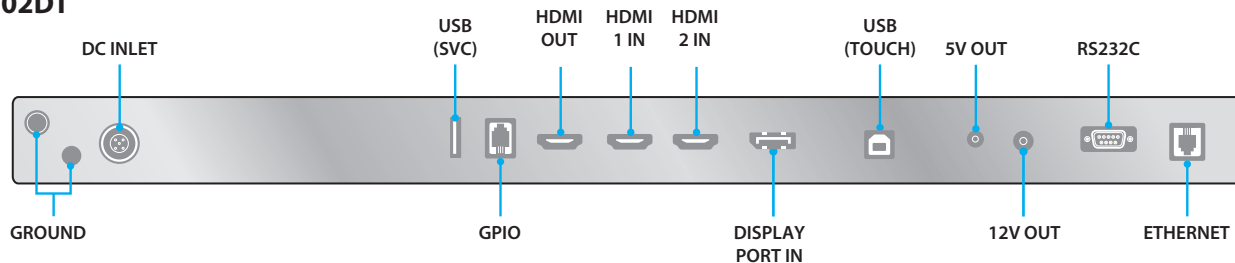 02DT
DC INLET
USB
(SVC)
HDMI
OUT
HDMI
1 IN
HDMI
2 IN
USB
(TOUCH)
5V OUT
RS232C
GROUND
GPIO
DISPLAY
PORT IN
12V OUT
ETHERNET